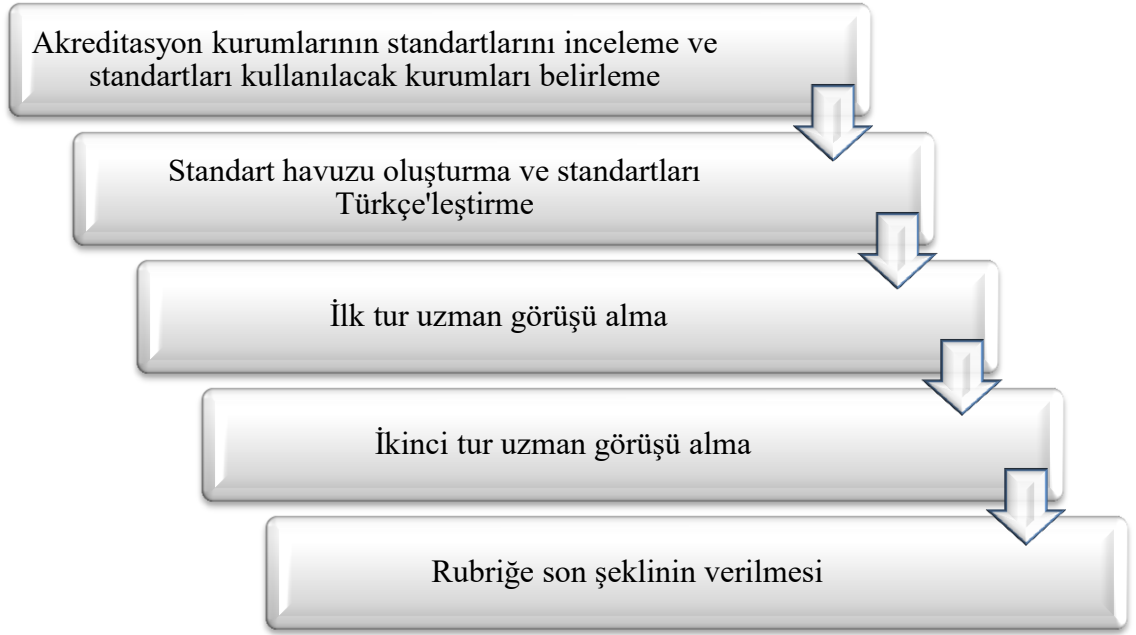 Akreditasyon kurumlarının standartlarını inceleme ve
standartları kullanılacak kurumları belirleme
Standart havuzu oluşturma ve standartları
Türkçe'leştirme
İlk tur uzman görüşü alma
İkinci tur uzman görüşü alma
Rubriğe son şeklinin verilmesi